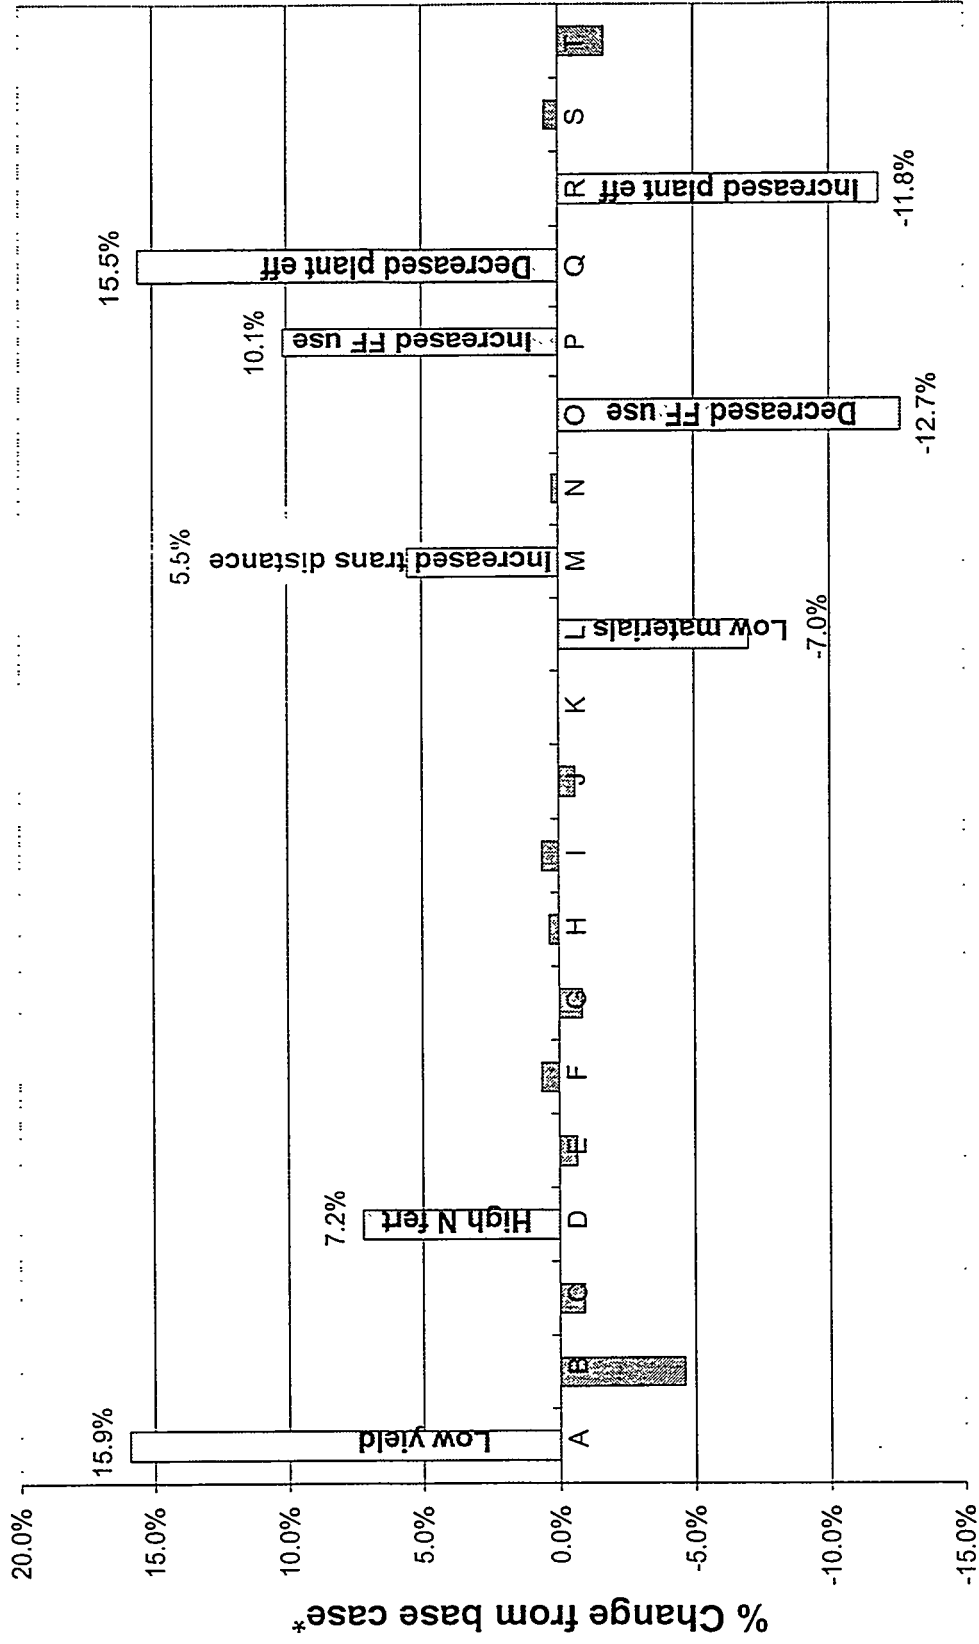 % Change from base case*
20.0%
15.0%
10.0%
5.0%
0.0%
-5.0%
-10.0%
-15.0%
15.9%
Low yield
A
B
C
7.2%
High N fert
D
E
F
G
H
I
J
K
L
Low materials
-7.0%
5.5%
Increased trans distance
M
N
O
Decreased FF use
-12.7%
10.1%
Increased FF use
P
15.5%
Decreased plant eff
Q
R
Increased plant eff
-11.8%
S
T